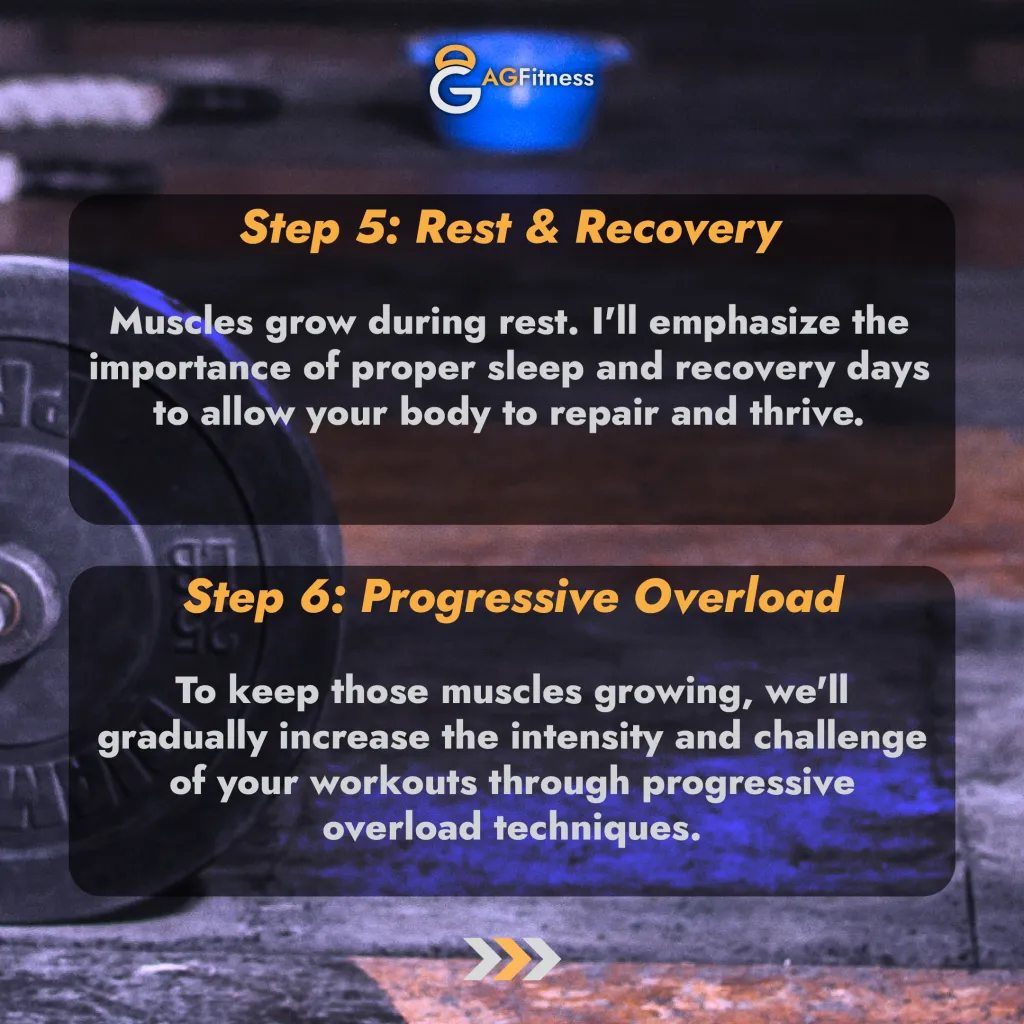 AGFitness
Step 5: Rest & Recovery
Muscles grow during rest. I'll emphasize the
importance of proper sleep and recovery days
to allow your body to repair and thrive.
Step 6: Progressive Overload
To keep those muscles growing, we'll
gradually increase the intensity and challenge
of your workouts through progressive
overload techniques.